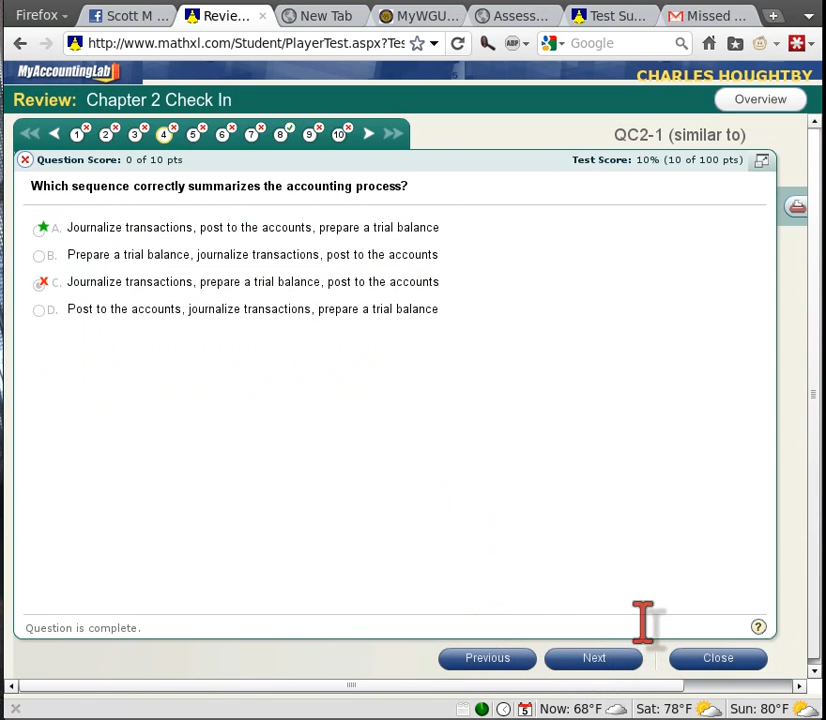 Firefox
Scott M ...
Revie...
New Tab
MyWGU...
Assess...
Test Su...
Missed ...
http://www.mathxl.com/Student/PlayerTest.aspx?Tes
Google
MyAccountingLab
CHARLES HOUGHTBY
Review: Chapter 2 Check In
Overview
1 2 3 4 5 6 7 8 9 10
QC2-1 (similar to)
Question Score: 0 of 10 pts
Test Score: 10% (10 of 100 pts)
Which sequence correctly summarizes the accounting process?
A. Journalize transactions, post to the accounts, prepare a trial balance
B. Prepare a trial balance, journalize transactions, post to the accounts
C. Journalize transactions, prepare a trial balance, post to the accounts
D. Post to the accounts, journalize transactions, prepare a trial balance
Question is complete.
?
Previous
Next
Close
5
Now: 68°F
Sat: 78°F
Sun: 80°F